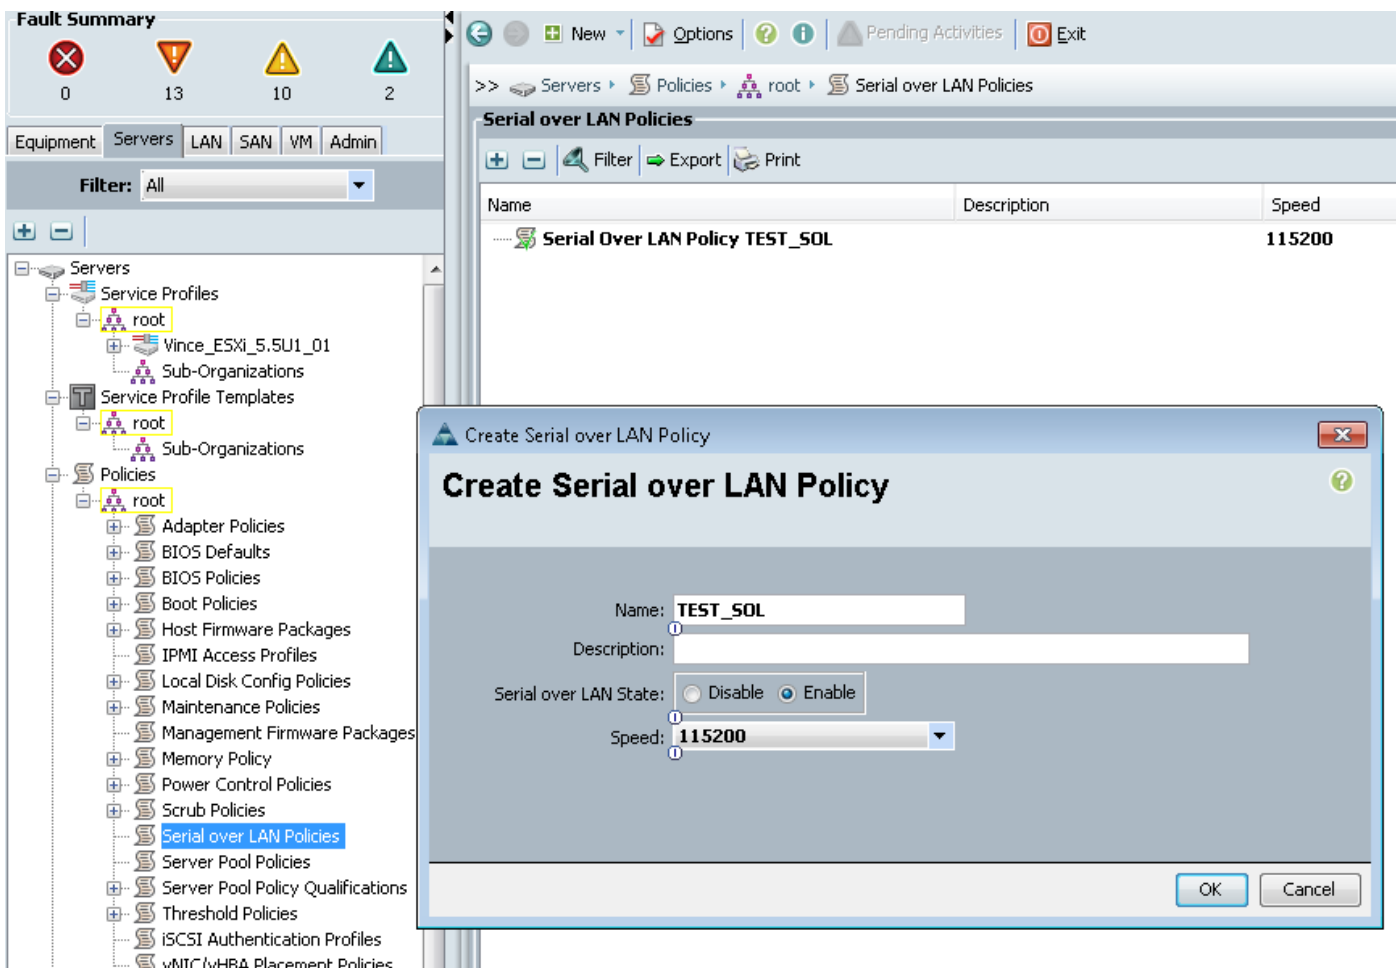 Fault Summary
0 13 10 2
Equipment Servers LAN SAN VM Admin
Filter: All
Servers
Service Profiles
root
Vince_ESXi_5.5U1_01
Sub-Organizations
Service Profile Templates
root
Sub-Organizations
Policies
root
Adapter Policies
BIOS Defaults
BIOS Policies
Boot Policies
Host Firmware Packages
IPMI Access Profiles
Local Disk Config Policies
Maintenance Policies
Management Firmware Packages
Memory Policy
Power Control Policies
Scrub Policies
Serial over LAN Policies
Server Pool Policies
Server Pool Policy Qualifications
Threshold Policies
iSCSI Authentication Profiles
vNIC/vHBA Placement Policies
New Options Pending Activities Exit
>> Servers Policies root Serial over LAN Policies
Serial over LAN Policies
Filter Export Print
Name Description Speed
Serial Over LAN Policy TEST_SOL 115200
Create Serial over LAN Policy
Create Serial over LAN Policy
Name: TEST_SOL
Description:
Serial over LAN State: Disable Enable
Speed: 115200
OK Cancel